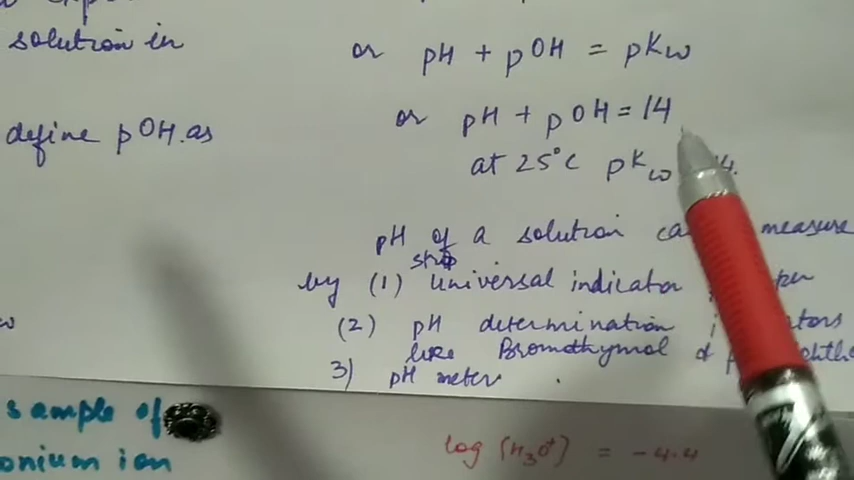 solution in
define pOH as
or pH + pOH = pKw
or pH + pOH = 14
at 25°C pKw
pH of a solution measure
by (1) strip universal indicator
(2) pH determination
like Bromothymol &
3) pH meter
sample of
onium ion
log [H3O+] = -4.4